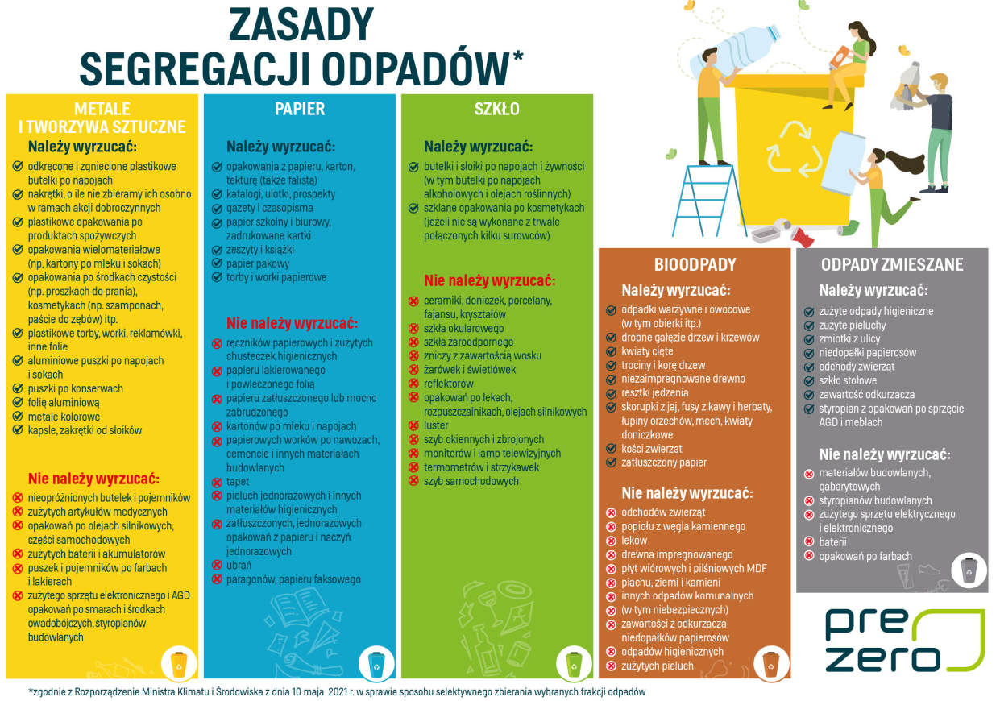 ZASADY
SEGREGACJI ODPADÓW*
METALE
I TWORZYWA SZTUCZNE
Należy wyrzucać:
odkręcone i zgniecione plastikowe
butelki po napojach
nakrętki, o ile nie zbieramy ich osobno
w ramach akcji dobroczynnych
plastikowe opakowania po
produktach spożywczych
opakowania wielomateriałowe
(np. kartony po mleku i sokach)
opakowania po środkach czystości
(np. proszkach do prania),
kosmetykach (np. szamponach,
paście do zębów) itp.
plastikowe torby, worki, reklamówki,
inne folie
aluminiowe puszki po napojach
i sokach
puszki po konserwach
folię aluminiową
metale kolorowe
kapsle, zakrętki od słoików
Nie należy wyrzucać:
nieopróżnionych butelek i pojemników
zużytych artykułów medycznych
opakowań po olejach silnikowych,
części samochodowych
zużytych baterii i akumulatorów
puszek i pojemników po farbach
i lakierach
zużytego sprzętu elektronicznego i AGD
opakowań po smarach i środkach
owadobójczych, styropianów
budowlanych
PAPIER
Należy wyrzucać:
opakowania z papieru, karton,
tekturę (także falistą)
katalogi, ulotki, prospekty
gazety i czasopisma
papier szkolny i biurowy,
zadrukowane kartki
zeszyty i książki
papier pakowy
torby i worki papierowe
Nie należy wyrzucać:
ręczników papierowych i zużytych
chusteczek higienicznych
papieru lakierowanego
i powleczonego folią
papieru zatłuszczonego lub mocno
zabrudzonego
kartonów po mleku i napojach
papierowych worków po nawozach,
cemencie i innych materiałach
budowlanych
tapet
pieluch jednorazowych i innych
materiałów higienicznych
zatłuszczonych, jednorazowych
opakowań z papieru i naczyń
jednorazowych
ubrań
paragonów, papieru faksowego
SZKŁO
Należy wyrzucać:
butelki i słoiki po napojach i żywności
(w tym butelki po napojach
alkoholowych i olejach roślinnych)
szklane opakowania po kosmetykach
(jeżeli nie są wykonane z trwale
połączonych kilku surowców)
Nie należy wyrzucać:
ceramiki, doniczek, porcelany,
fajansu, kryształów
szkła okularowego
szkła żaroodpornego
zniczy z zawartością wosku
żarówek i świetlówek
reflektorów
opakowań po lekach,
rozpuszczalnikach, olejach silnikowych
luster
szyb okiennych i zbrojonych
monitorów i lamp telewizyjnych
termometrów i strzykawek
szyb samochodowych
BIOODPADY
Należy wyrzucać:
odpadki warzywne i owocowe
(w tym obierki itp.)
drobne gałęzie drzew i krzewów
kwiaty cięte
trociny i korę drzew
niezaimpregnowane drewno
resztki jedzenia
skorupki z jaj, fusy z kawy i herbaty,
łupiny orzechów, mech, kwiaty
doniczkowe
kości zwierząt
zatłuszczony papier
Nie należy wyrzucać:
odchodów zwierząt
popiołu z węgla kamiennego
leków
drewna impregnowanego
płyt wiórowych i pilśniowych MDF
piachu, ziemi i kamieni
innych odpadów komunalnych
(w tym niebezpiecznych)
zawartości z odkurzacza
niedopałków papierosów
odpadów higienicznych
zużytych pieluch
ODPADY ZMIESZANE
Należy wyrzucać:
zużyte odpady higieniczne
zużyte pieluchy
zmiotki z ulicy
niedopałki papierosów
odchody zwierząt
szkło stołowe
zawartość odkurzacza
styropian z opakowań po sprzęcie
AGD i meblach
Nie należy wyrzucać:
materiałów budowlanych,
gabarytowych
styropianów budowlanych
zużytego sprzętu elektrycznego
i elektronicznego
baterii
opakowań po farbach
pre
zero
*zgodnie z Rozporządzenie Ministra Klimatu i Środowiska z dnia 10 maja 2021 r. w sprawie sposobu selektywnego zbierania wybranych frakcji odpadów